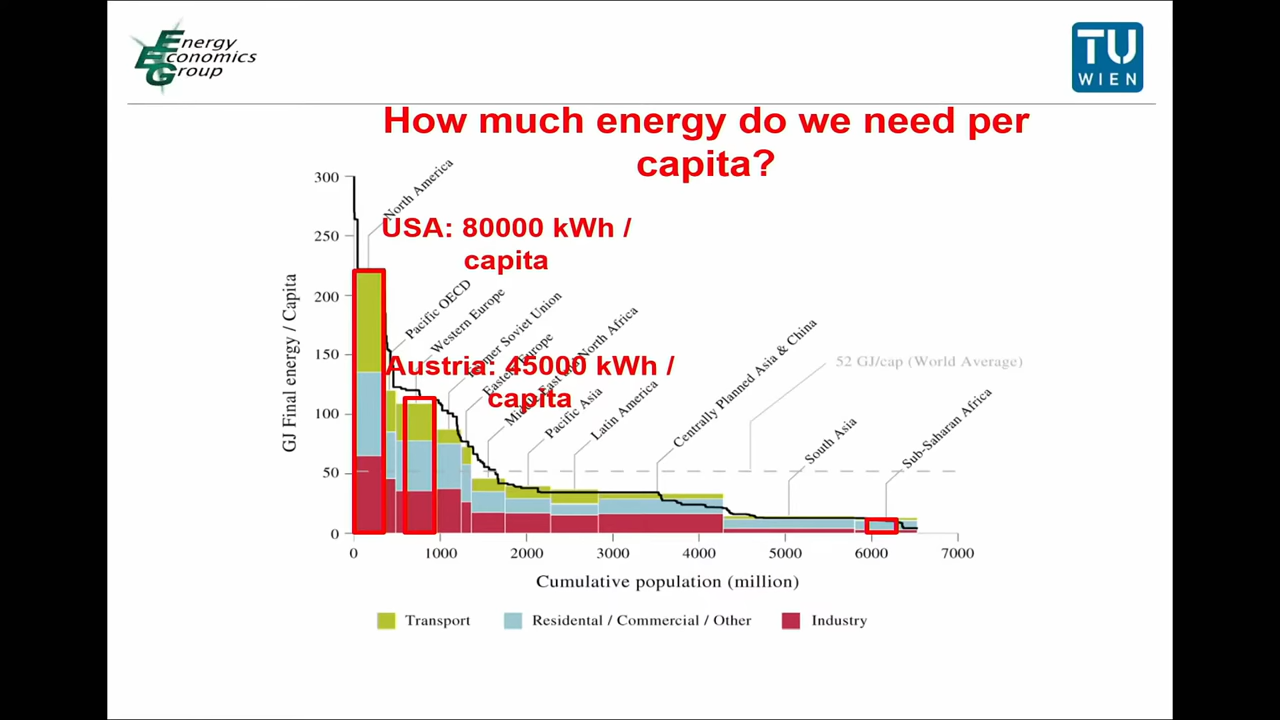 Energy
Economics
Group
TU
WIEN
How much energy do we need per
capita?
USA: 80000 kWh /
capita
Austria: 45000 kWh /
capita
GJ Final energy / Capita
300
250
200
150
100
50
0
North America
Pacific OECD
Western Europe
Former Soviet Union
Eastern Europe
Middle East and North Africa
Pacific Asia
Latin America
Centrally Planned Asia & China
52 GJ/cap (World Average)
South Asia
Sub-Saharan Africa
0 1000 2000 3000 4000 5000 6000 7000
Cumulative population (million)
Transport Residental / Commercial / Other Industry